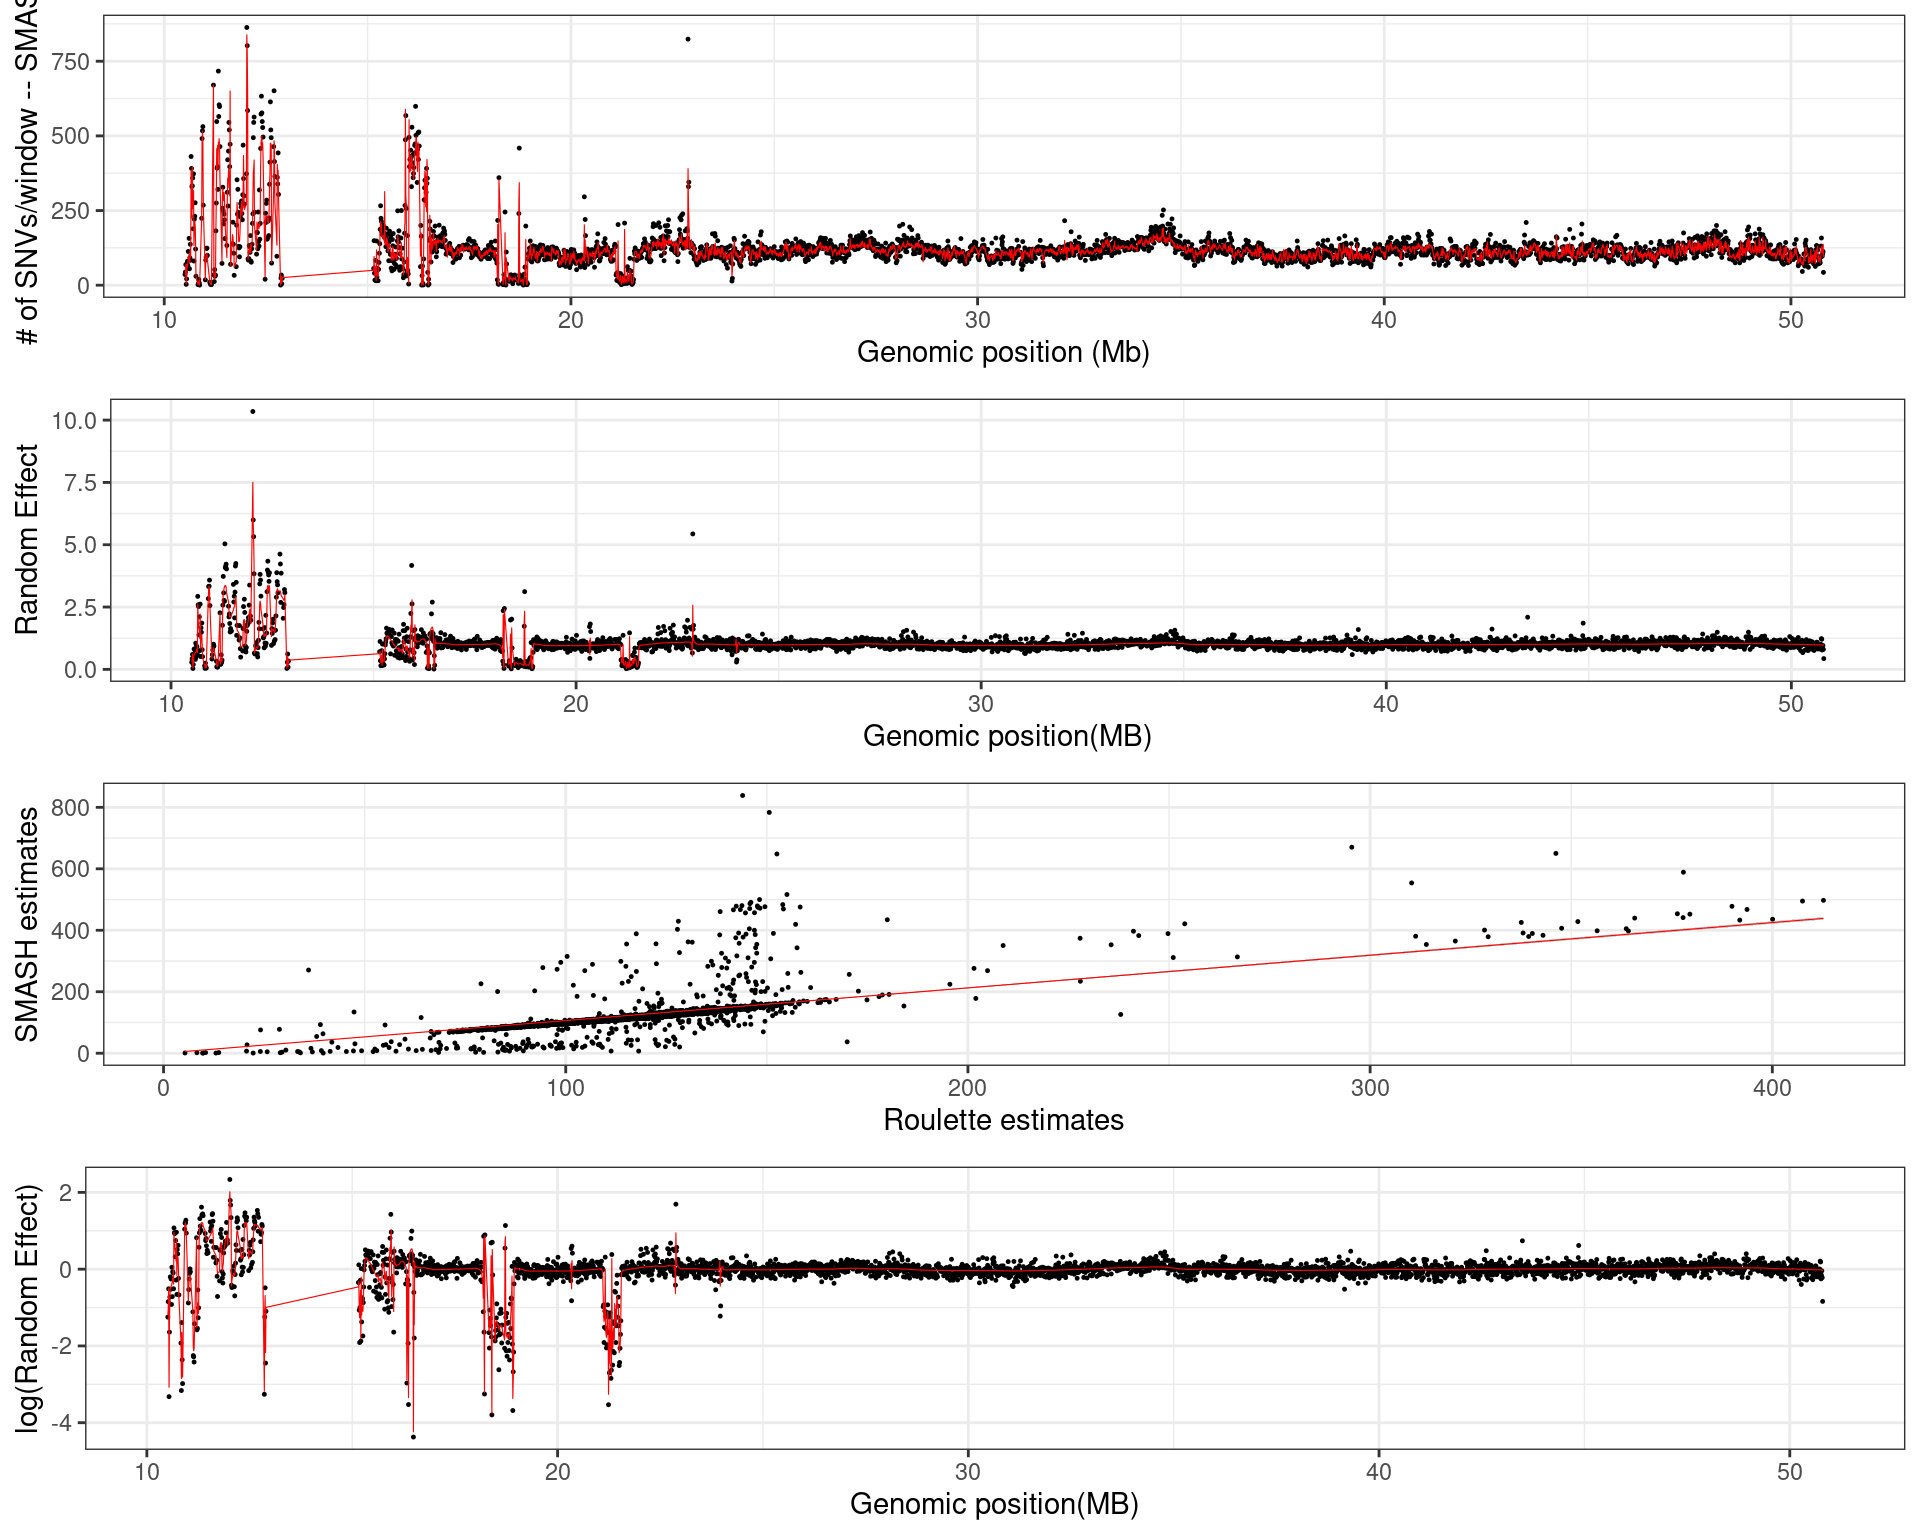 # of SNVs/window -- SMAS
750
500
250
0
10 20 30 40 50
Genomic position (Mb)
Random Effect
10.0
7.5
5.0
2.5
0.0
10 20 30 40 50
Genomic position(MB)
SMASH estimates
800
600
400
200
0
0 100 200 300 400
Roulette estimates
log(Random Effect)
2
0
-2
-4
10 20 30 40 50
Genomic position(MB)